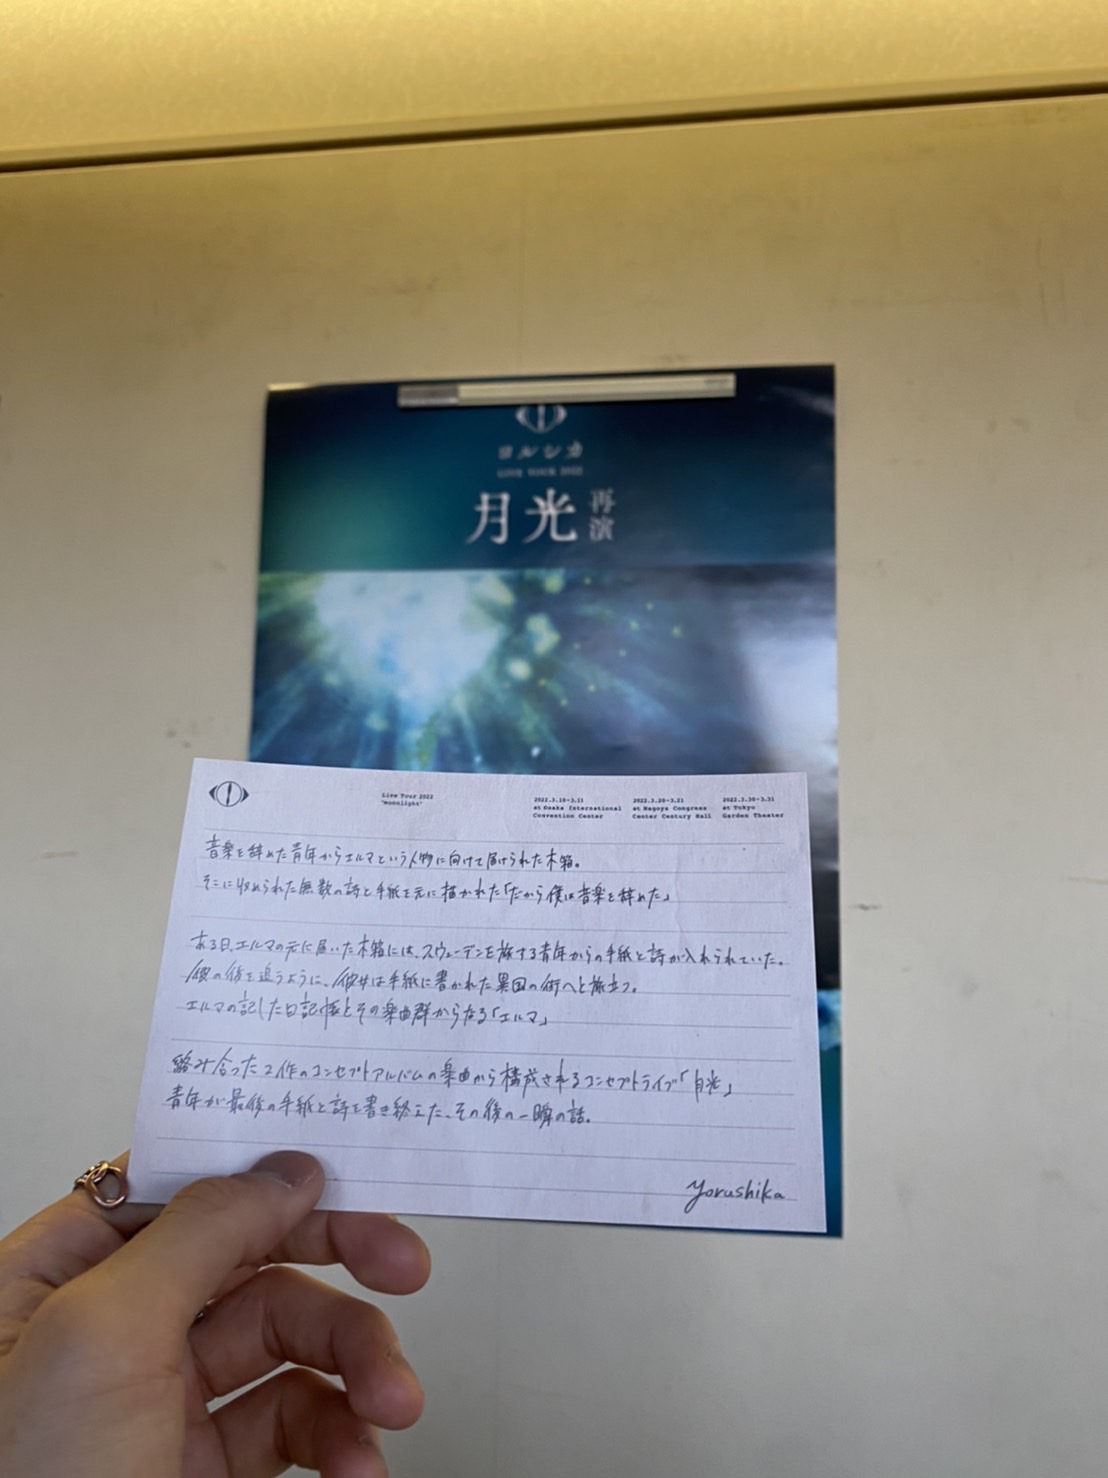 ヨルシカ
LIVE TOUR 2022
月光 再演
Live Tour 2022
"moonlight"
2022.3.10-3.11
at Osaka International
Convention Center
2022.3.20-3.21
at Nagoya Congress
Center Century Hall
2022.3.30-3.31
at Tokyo
Garden Theater
音楽を辞めた青年からエルマという人物に向けて届けられた木箱。
そこに収められた無数の詩と手紙を元に描かれた「だから僕は音楽を辞めた」
ある日、エルマの元に届いた木箱には、スウェーデンを旅する青年からの手紙と詩が入れられていた。
彼の後を追うように、彼女は手紙に書かれた異国の街へと旅立つ。
エルマの記した日記帳とその楽曲群からなる「エルマ」
絡み合った2作のコンセプトアルバムの楽曲から構成されるコンセプトライブ「月光」
青年が最後の手紙と詩を書き終えた、その後の一瞬の話。
Yorushika